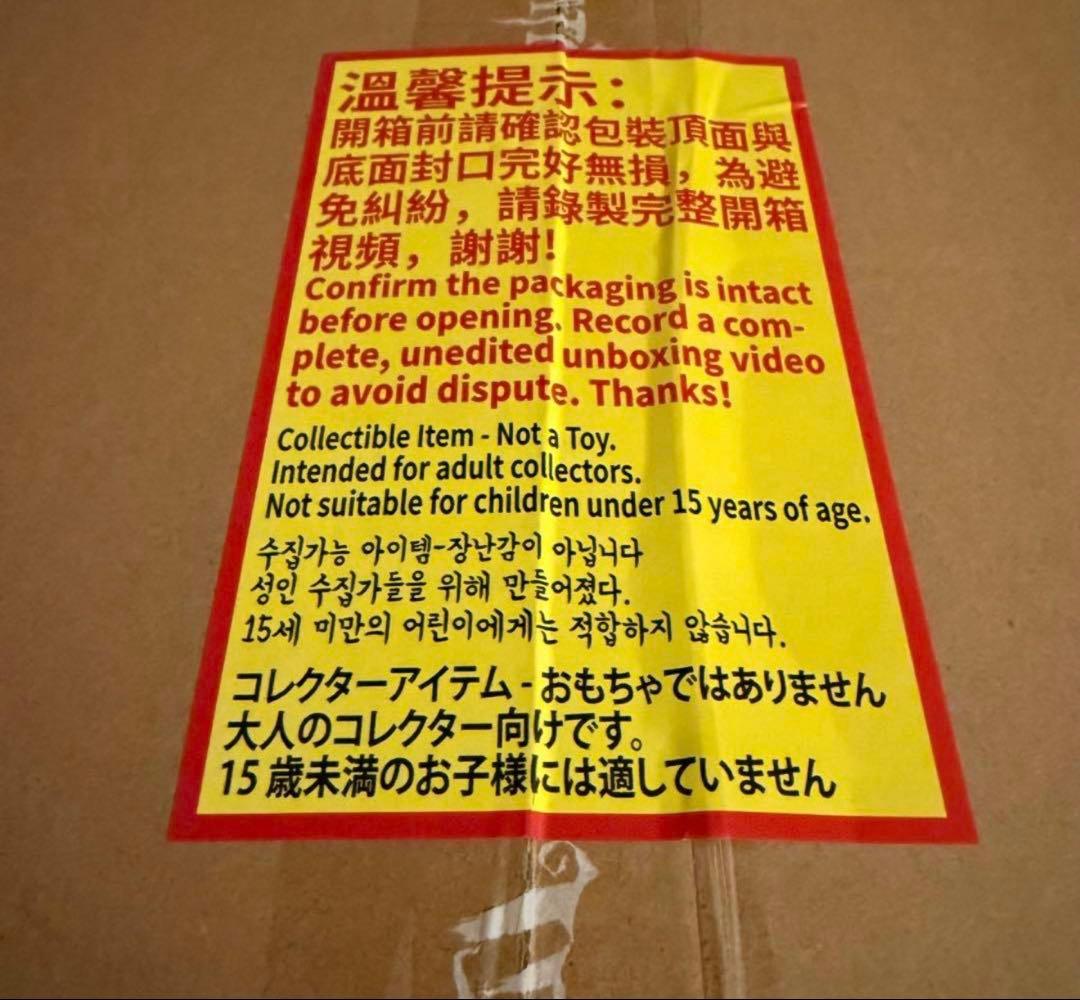 溫馨提示：
開箱前請確認包裝頂面與
底面封口完好無損，為避
免糾紛，請錄製完整開箱
視頻，謝謝！
Confirm the packaging is intact
before opening. Record a com-
plete, unedited unboxing video
to avoid dispute. Thanks!
Collectible Item - Not a Toy.
Intended for adult collectors.
Not suitable for children under 15 years of age.
수집가능 아이템-장난감이 아닙니다
성인 수집가들을 위해 만들어졌다.
15세 미만의 어린이에게는 적합하지 않습니다.
コレクターアイテム - おもちゃではありません
大人のコレクター向けです。
15 歳未満のお子様には適していません